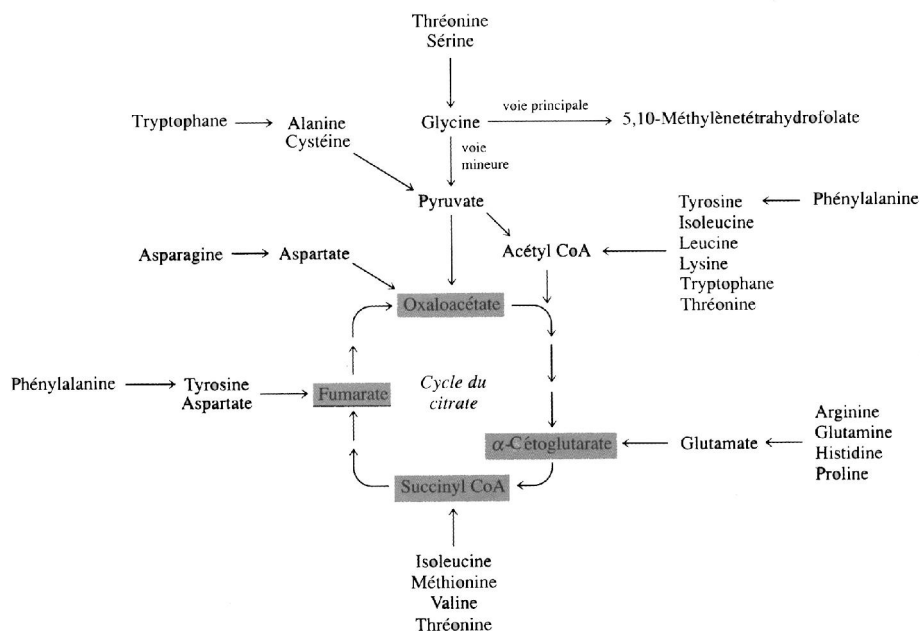 Thréonine
Sérine
voie principale
Tryptophane
Alanine
Cystéine
Glycine
5,10-Méthylènetétrahydrofolate
voie
mineure
Pyruvate
Tyrosine
Isoleucine
Leucine
Lysine
Tryptophane
Thréonine
Phénylalanine
Asparagine
Aspartate
Acétyl CoA
Oxaloacétate
Phénylalanine
Tyrosine
Aspartate
Fumarate
Cycle du
citrate
α-Cétoglutarate
Glutamate
Arginine
Glutamine
Histidine
Proline
Succinyl CoA
Isoleucine
Méthionine
Valine
Thréonine